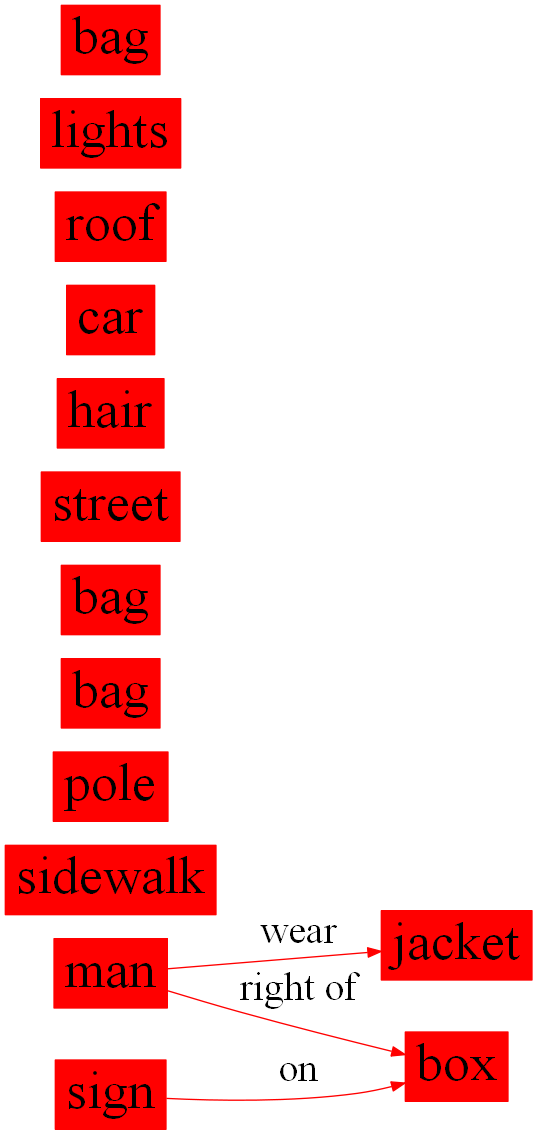 bag
lights
roof
car
hair
street
bag
bag
pole
sidewalk
wear
jacket
man
right of
box
on
sign